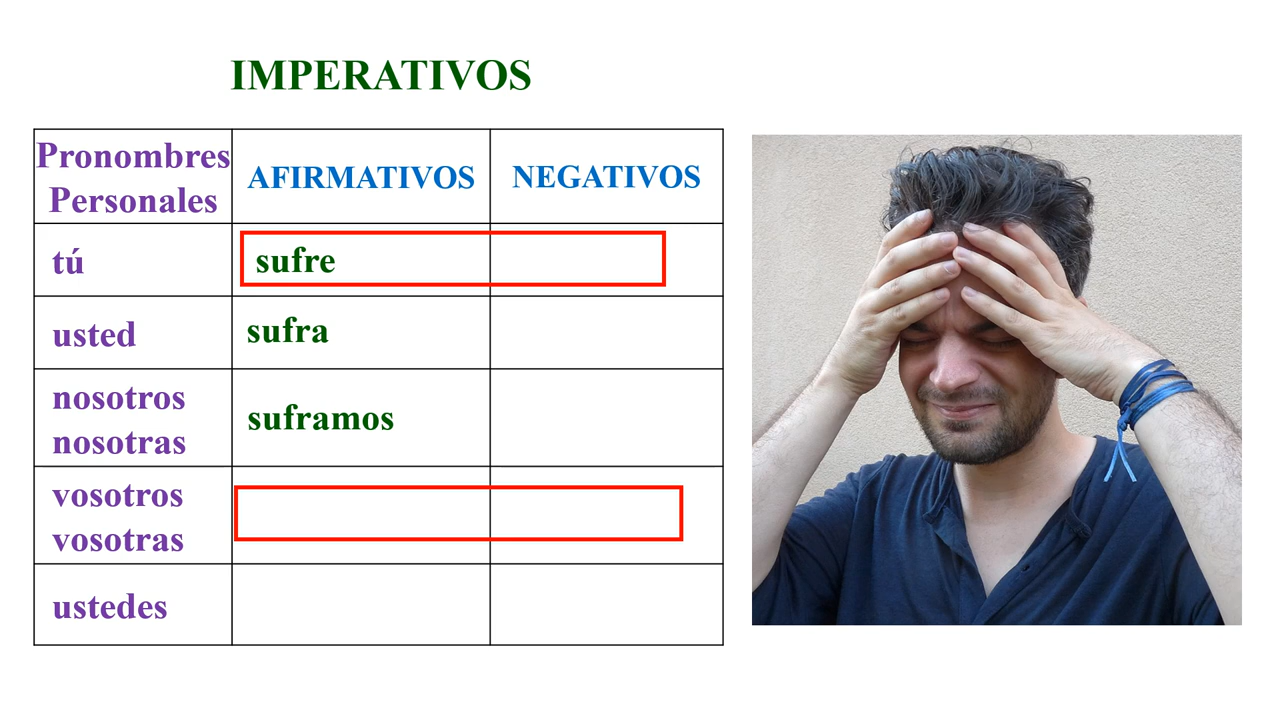 IMPERATIVOS
Pronombres
Personales
AFIRMATIVOS
NEGATIVOS
tú
sufre
usted
sufra
nosotros
nosotras
suframos
vosotros
vosotras
ustedes